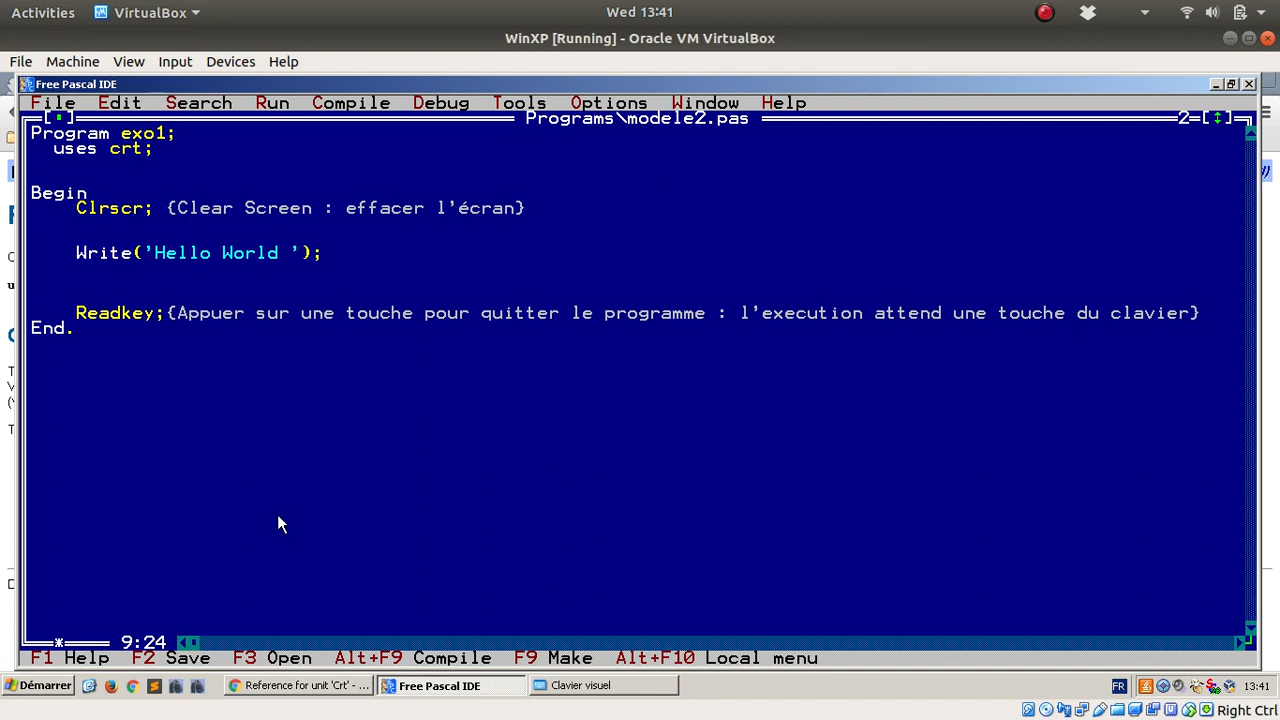 Activities VirtualBox Wed 13:41
WinXP [Running] - Oracle VM VirtualBox
File Machine View Input Devices Help
Free Pascal IDE
File Edit Search Run Compile Debug Tools Options Window Help
Programs\modele2.pas 2
Program exo1;
uses crt;
Begin
Clrscr; {Clear Screen : effacer l'écran}
Write('Hello World ');
Readkey;{Appuer sur une touche pour quitter le programme : l'execution attend une touche du clavier}
End.
9:24
F1 Help F2 Save F3 Open Alt+F9 Compile F9 Make Alt+F10 Local menu
Démarrer Reference for unit 'Crt' - ... Free Pascal IDE Clavier visuel FR 13:41
Right Ctrl